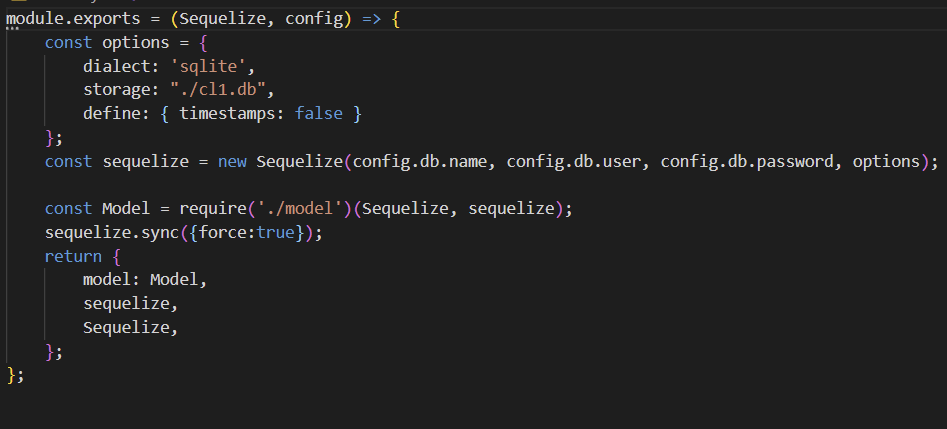 module.exports = (Sequelize, config) => {
    const options = {
        dialect: 'sqlite',
        storage: "./cl1.db",
        define: { timestamps: false }
    };
    const sequelize = new Sequelize(config.db.name, config.db.user, config.db.password, options);

    const Model = require('./model')(Sequelize, sequelize);
    sequelize.sync({force:true});
    return {
        model: Model,
        sequelize,
        Sequelize,
    };
};